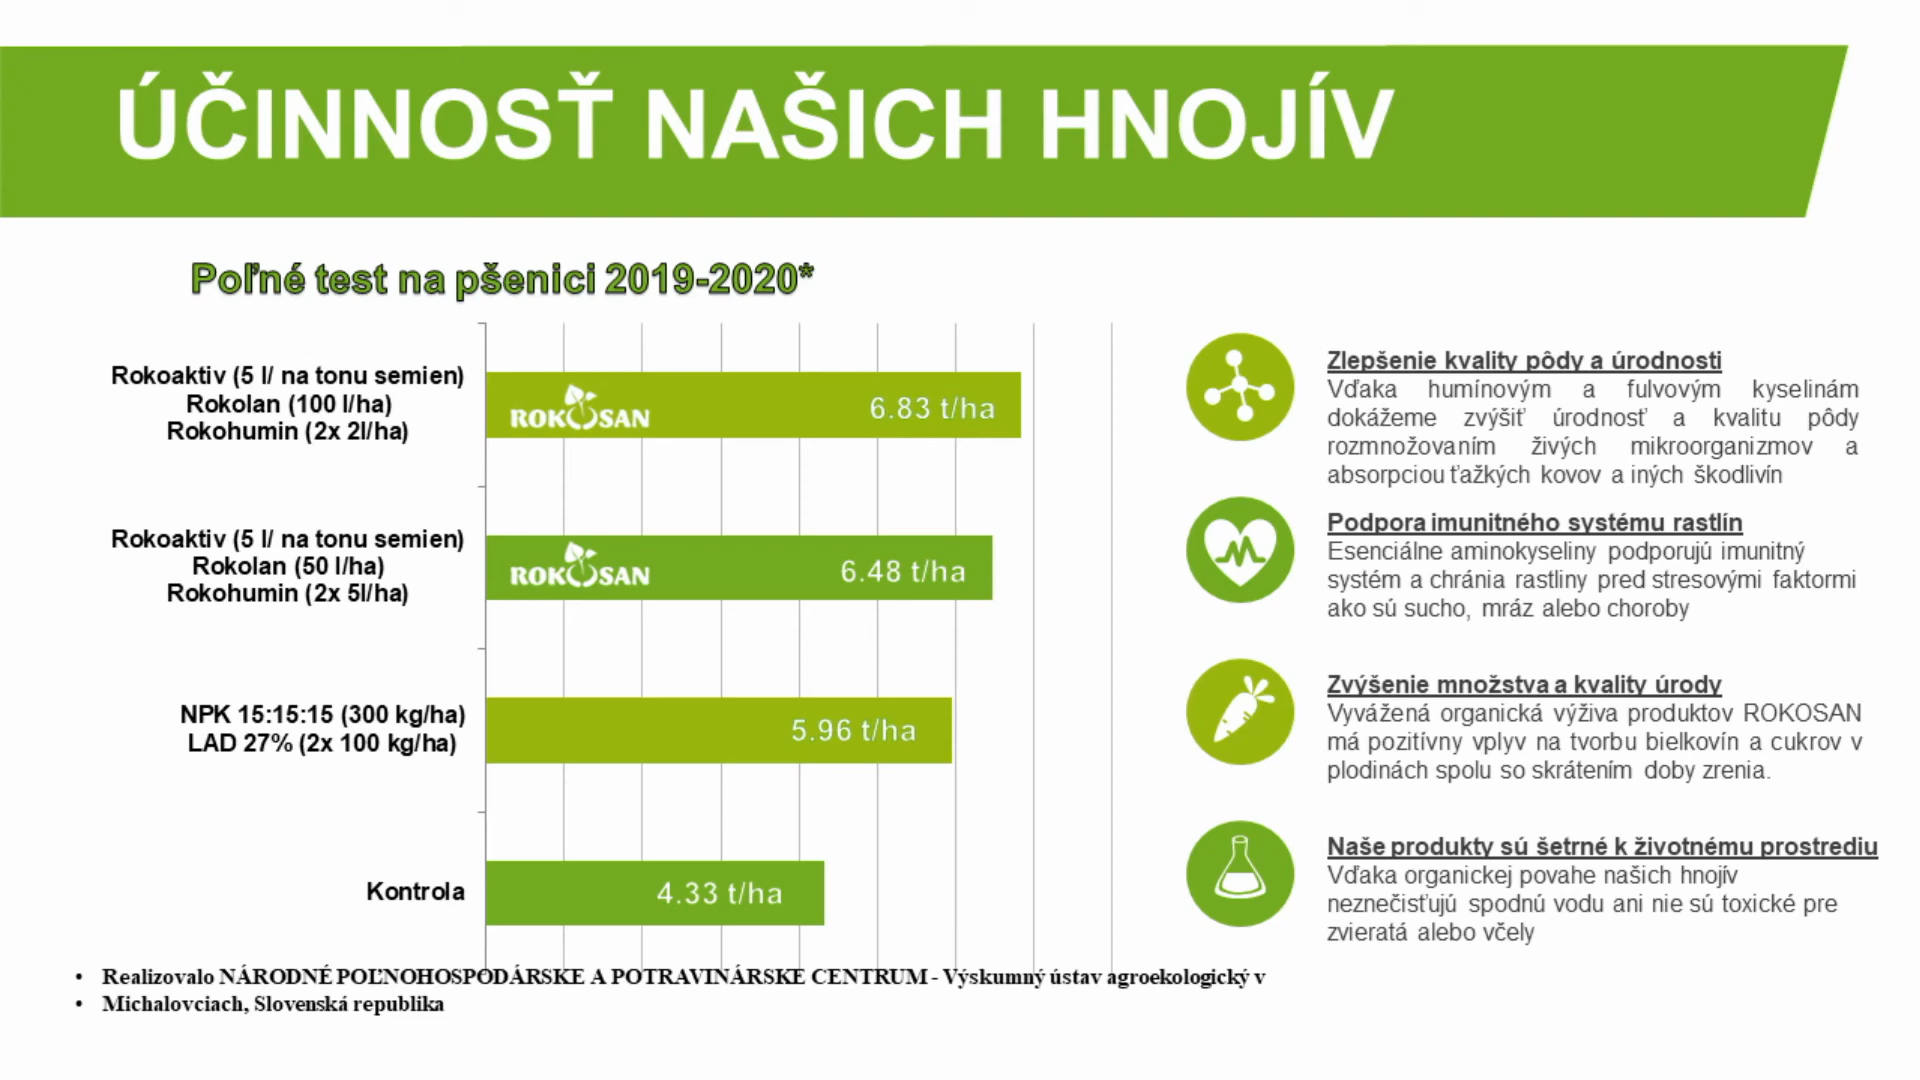 ÚČINNOSŤ NAŠICH HNOJÍV
Poľné test na pšenici 2019-2020*
Rokoaktiv (5 l/ na tonu semien)
Rokolan (100 l/ha)
Rokohumin (2x 2l/ha)
ROKOSAN
6.83 t/ha
Rokoaktiv (5 l/ na tonu semien)
Rokolan (50 l/ha)
Rokohumin (2x 5l/ha)
ROKOSAN
6.48 t/ha
NPK 15:15:15 (300 kg/ha)
LAD 27% (2x 100 kg/ha)
5.96 t/ha
Kontrola
4.33 t/ha
• Realizovalo NÁRODNÉ POĽNOHOSPODÁRSKE A POTRAVINÁRSKE CENTRUM - Výskumný ústav agroekologický v
• Michalovciach, Slovenská republika
Zlepšenie kvality pôdy a úrodnosti
Vďaka humínovým a fulvovým kyselinám
dokážeme zvýšiť úrodnosť a kvalitu pôdy
rozmnožovaním živých mikroorganizmov a
absorpciou ťažkých kovov a iných škodlivín
Podpora imunitného systému rastlín
Esenciálne aminokyseliny podporujú imunitný
systém a chránia rastliny pred stresovými faktormi
ako sú sucho, mráz alebo choroby
Zvýšenie množstva a kvality úrody
Vyvážená organická výživa produktov ROKOSAN
má pozitívny vplyv na tvorbu bielkovín a cukrov v
plodinách spolu so skrátením doby zrenia.
Naše produkty sú šetrné k životnému prostrediu
Vďaka organickej povahe našich hnojív
neznečisťujú spodnú vodu ani nie sú toxické pre
zvieratá alebo včely